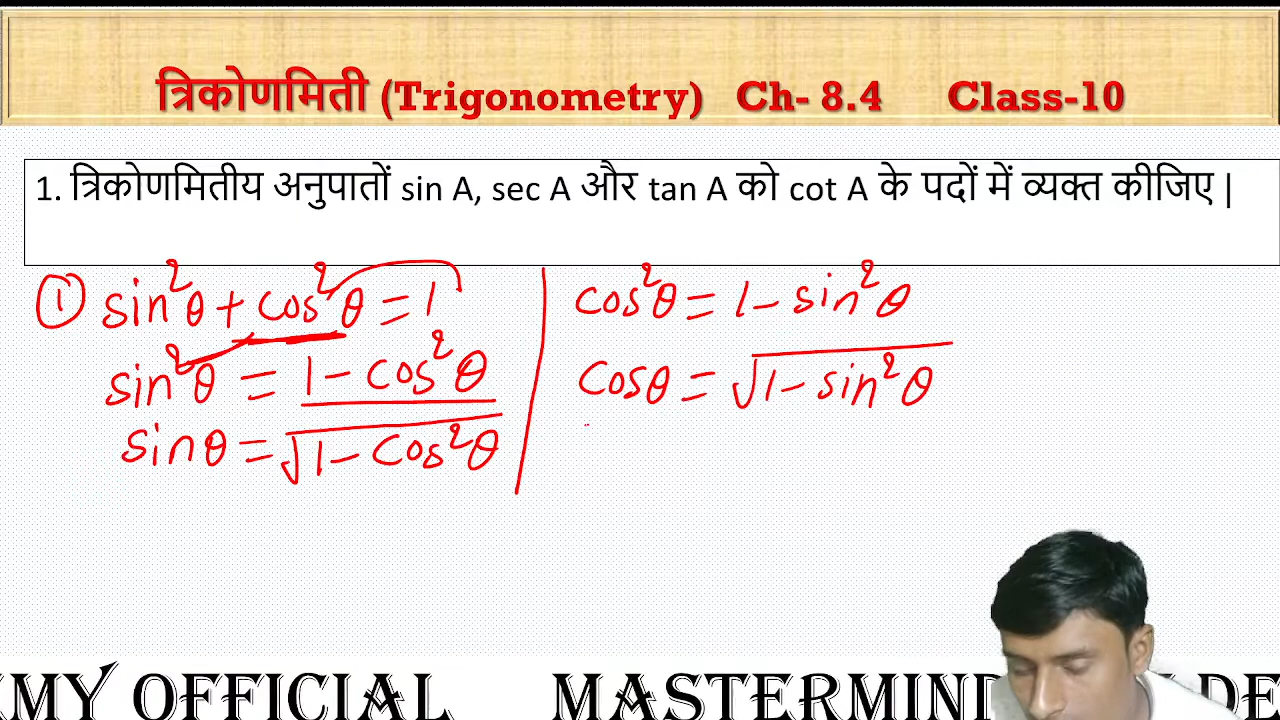 त्रिकोणमिती (Trigonometry) Ch- 8.4 Class-10
1. त्रिकोणमितीय अनुपातों sin A, sec A और tan A को cot A के पदों में व्यक्त कीजिए |
① sin²θ + cos²θ = 1
sin²θ = 1 - cos²θ
sinθ = √1 - cos²θ
cos²θ = 1 - sin²θ
cosθ = √1 - sin²θ
OFFICIAL MASTERMIND